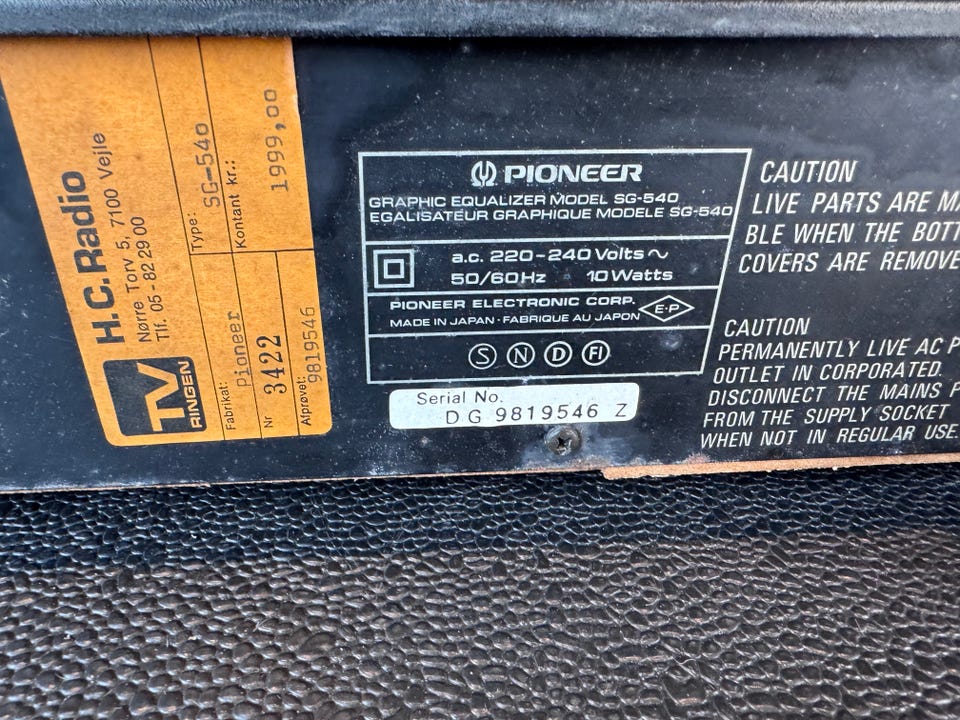 H.C. Radio
Nørre Torv 5, 7100 Vejle
Tlf. 05 - 82 29 00
TV
RINGEN
Type: SG-540
Kontant kr.: 1999,00
Fabrikat: pioneer
Nr 3422
Afprøvet: 9819546
PIONEER
GRAPHIC EQUALIZER MODEL SG-540
EGALISATEUR GRAPHIQUE MODELE SG-540
a.c. 220-240 Volts ~
50/60Hz 10 Watts
PIONEER ELECTRONIC CORP.
MADE IN JAPAN · FABRIQUE AU JAPON
E-P
S N D FI
Serial No.
DG 9819546 Z
CAUTION
LIVE PARTS ARE MA
BLE WHEN THE BOTT
COVERS ARE REMOVE
CAUTION
PERMANENTLY LIVE AC P
OUTLET IN CORPORATED.
DISCONNECT THE MAINS P
FROM THE SUPPLY SOCKET
WHEN NOT IN REGULAR USE.